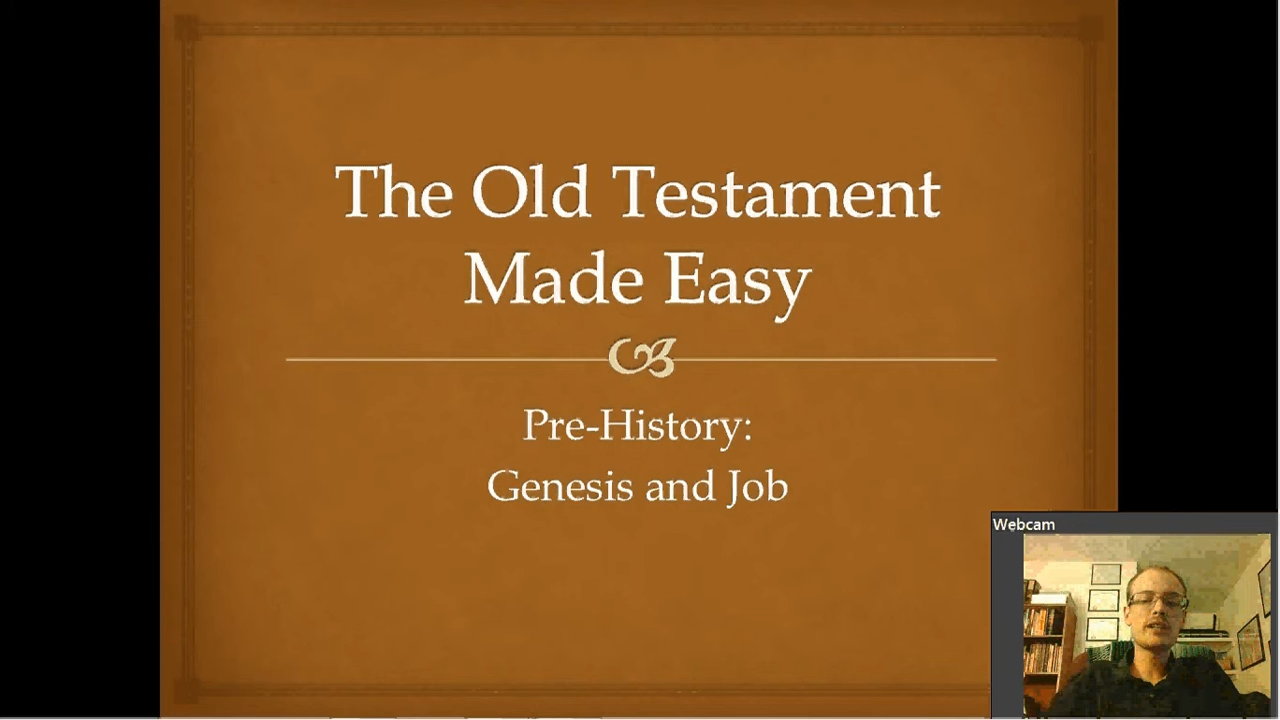 The Old Testament
Made Easy
Pre-History:
Genesis and Job
Webcam